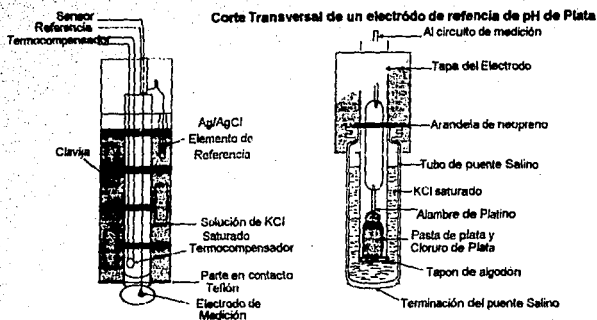 Sensor
Referencia
Termocompensador
Clavija
Ag/AgCl
Elemento de
Referencia
Solución de KCl
Saturado
Termocompensador
Parte en contacto
Teflón
Electrodo de
Medición
Corte Transversal de un electródo de refencia de pH de Plata
Al circuito de medición
Tapa del Electrodo
Arandela de neopreno
Tubo de puente Salino
KCl saturado
Alambre de Platino
Pasta de plata y
Cloruro de Plata
Tapon de algodón
Terminación del puente Salino